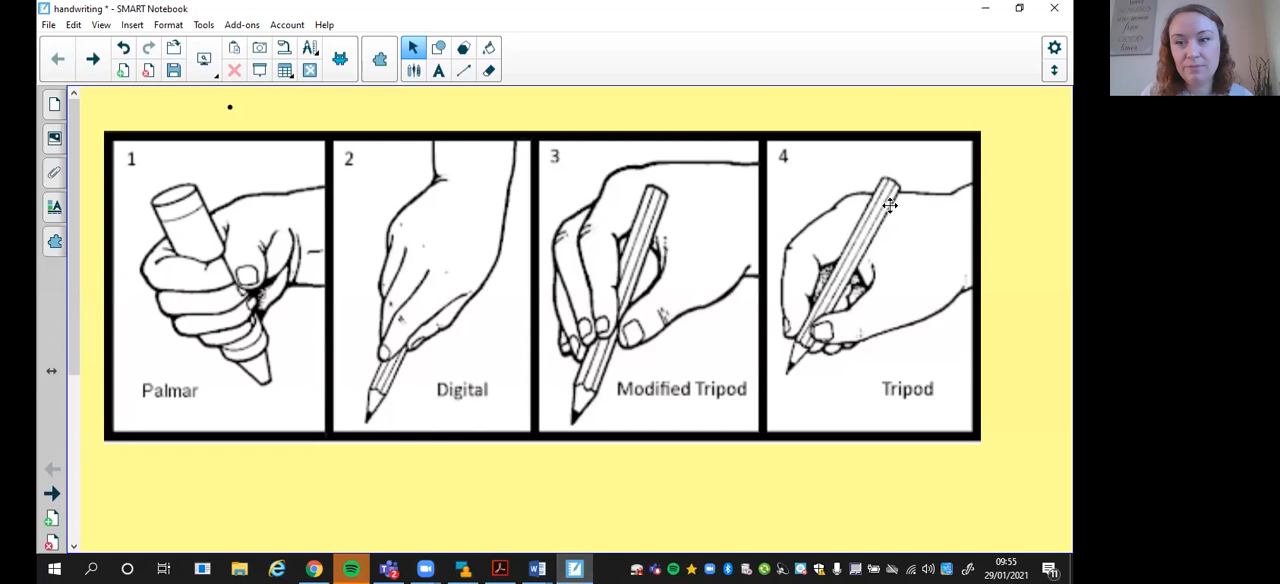 handwriting * - SMART Notebook
File Edit View Insert Format Tools Add-ons Account Help
1
2
3
4
Palmar
Digital
Modified Tripod
Tripod
09:55
29/01/2021